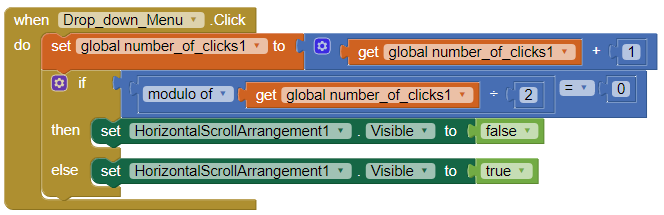 when Drop_down_Menu .Click
do set global number_of_clicks1 to get global number_of_clicks1 + 1
if modulo of get global number_of_clicks1 ÷ 2 = 0
then set HorizontalScrollArrangement1 . Visible to false
else set HorizontalScrollArrangement1 . Visible to true